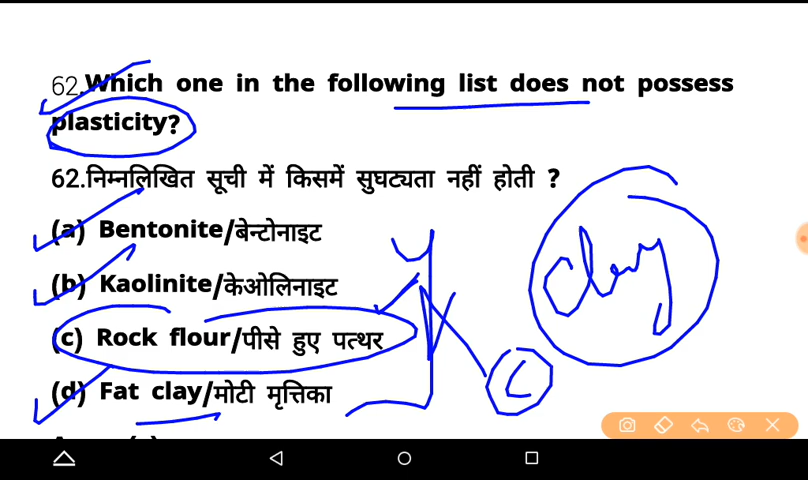 62.Which one in the following list does not possess
plasticity?
62.निम्नलिखित सूची में किसमें सुघट्यता नहीं होती ?
(a) Bentonite/बेन्टोनाइट
(b) Kaolinite/केओलिनाइट
(c) Rock flour/पीसे हुए पत्थर
(d) Fat clay/मोटी मृत्तिका
clay
C